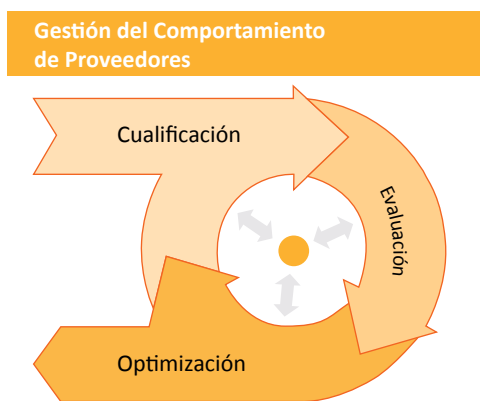 Gestión del Comportamiento
de Proveedores
Cualificación
Evaluación
Optimización